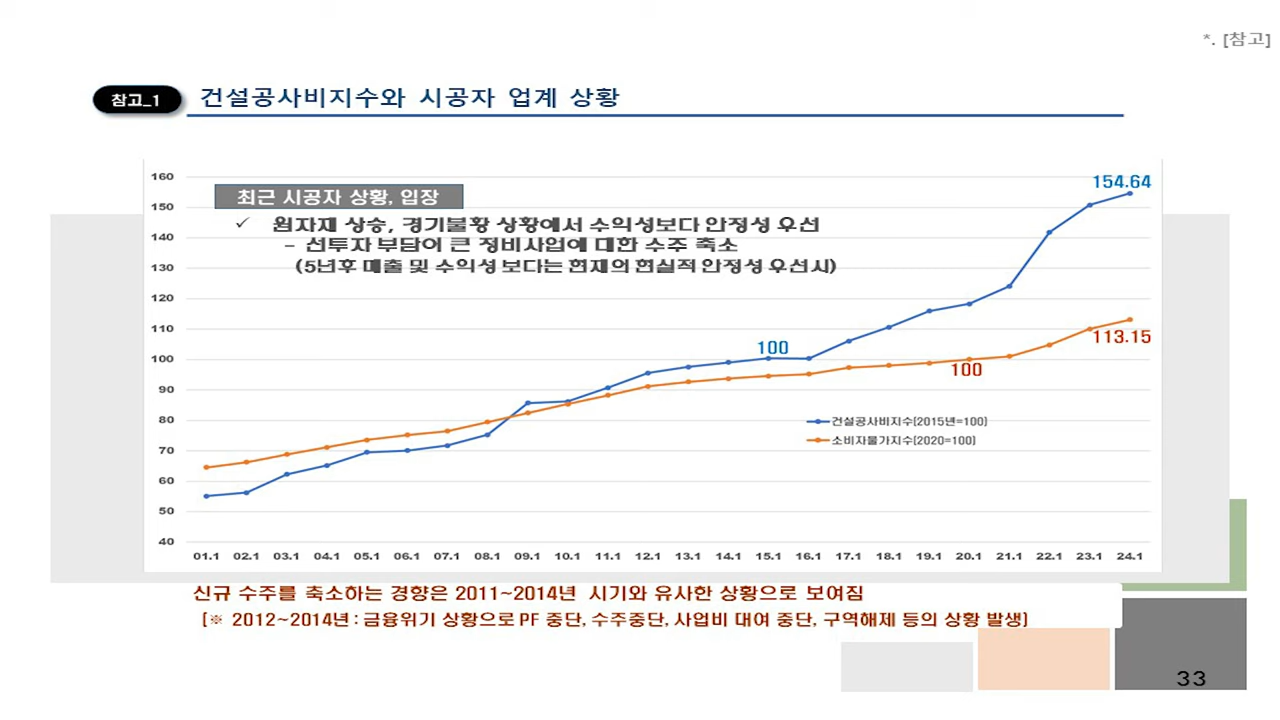 *. [참고]
참고_1
건설공사비지수와 시공자 업계 상황
160
150
140
130
120
110
100
90
80
70
60
50
40
최근 시공자 상황, 입장
✓ 원자재 상승, 경기불황 상황에서 수익성보다 안정성 우선
– 선투자 부담이 큰 정비사업에 대한 수주 축소
(5년후 매출 및 수익성 보다는 현재의 현실적 안정성 우선시)
154.64
113.15
100
100
건설공사비지수(2015년=100)
소비자물가지수(2020=100)
01.1 02.1 03.1 04.1 05.1 06.1 07.1 08.1 09.1 10.1 11.1 12.1 13.1 14.1 15.1 16.1 17.1 18.1 19.1 20.1 21.1 22.1 23.1 24.1
신규 수주를 축소하는 경향은 2011~2014년 시기와 유사한 상황으로 보여짐
[※ 2012~2014년 : 금융위기 상황으로 PF 중단, 수주중단, 사업비 대여 중단, 구역해제 등의 상황 발생]
33